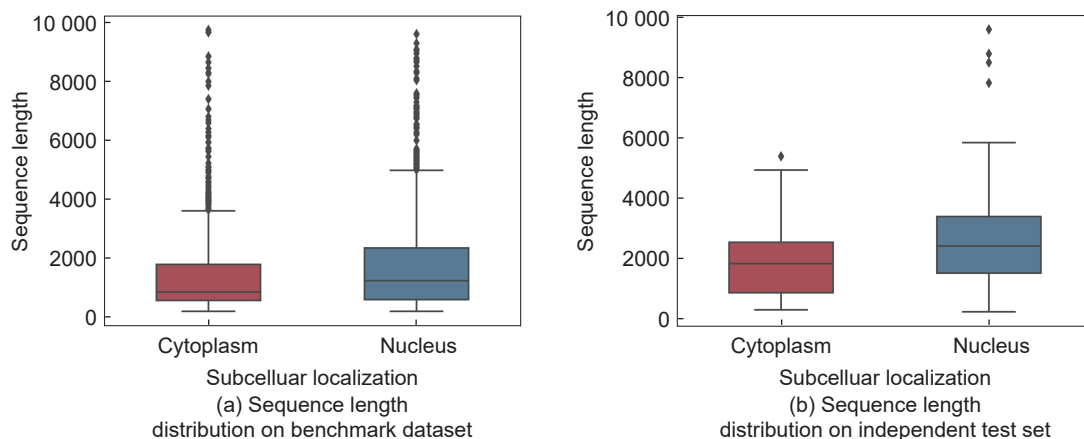 10 000
8000
6000
4000
2000
0
Sequence length
Cytoplasm
Nucleus
Subcelluar localization
(a) Sequence length
distribution on benchmark dataset
10 000
8000
6000
4000
2000
0
Sequence length
Cytoplasm
Nucleus
Subcelluar localization
(b) Sequence length
distribution on independent test set